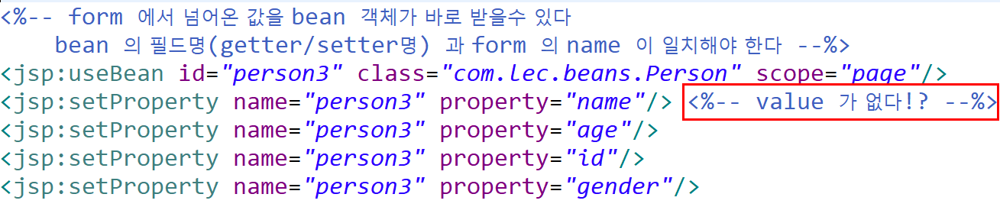 <%-- form 에서 넘어온 값을 bean 객체가 바로 받을수 있다
bean 의 필드명(getter/setter명) 과 form 의 name 이 일치해야 한다 --%>
<jsp:useBean id="person3" class="com.lec.beans.Person" scope="page"/>
<jsp:setProperty name="person3" property="name"/> <%-- value 가 없다!? --%>
<jsp:setProperty name="person3" property="age"/>
<jsp:setProperty name="person3" property="id"/>
<jsp:setProperty name="person3" property="gender"/>